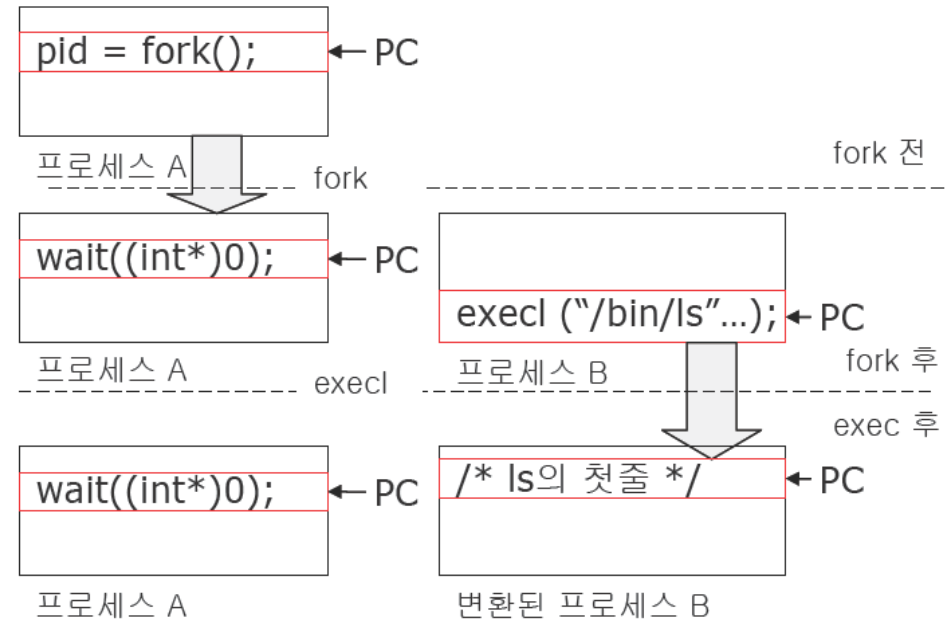 pid = fork();
PC
프로세스 A
fork
fork 전
wait((int*)0);
PC
execl (“/bin/ls”…);
PC
프로세스 A
execl
프로세스 B
fork 후
exec 후
wait((int*)0);
PC
/* ls의 첫줄 */
PC
프로세스 A
변환된 프로세스 B